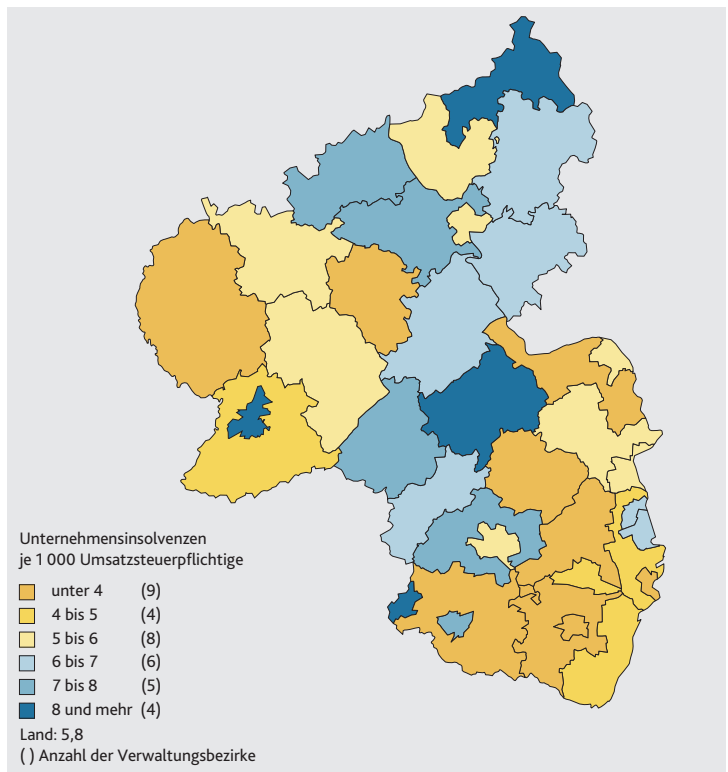 Unternehmensinsolvenzen
je 1 000 Umsatzsteuerpflichtige
unter 4 (9)
4 bis 5 (4)
5 bis 6 (8)
6 bis 7 (6)
7 bis 8 (5)
8 und mehr (4)
Land: 5,8
( ) Anzahl der Verwaltungsbezirke